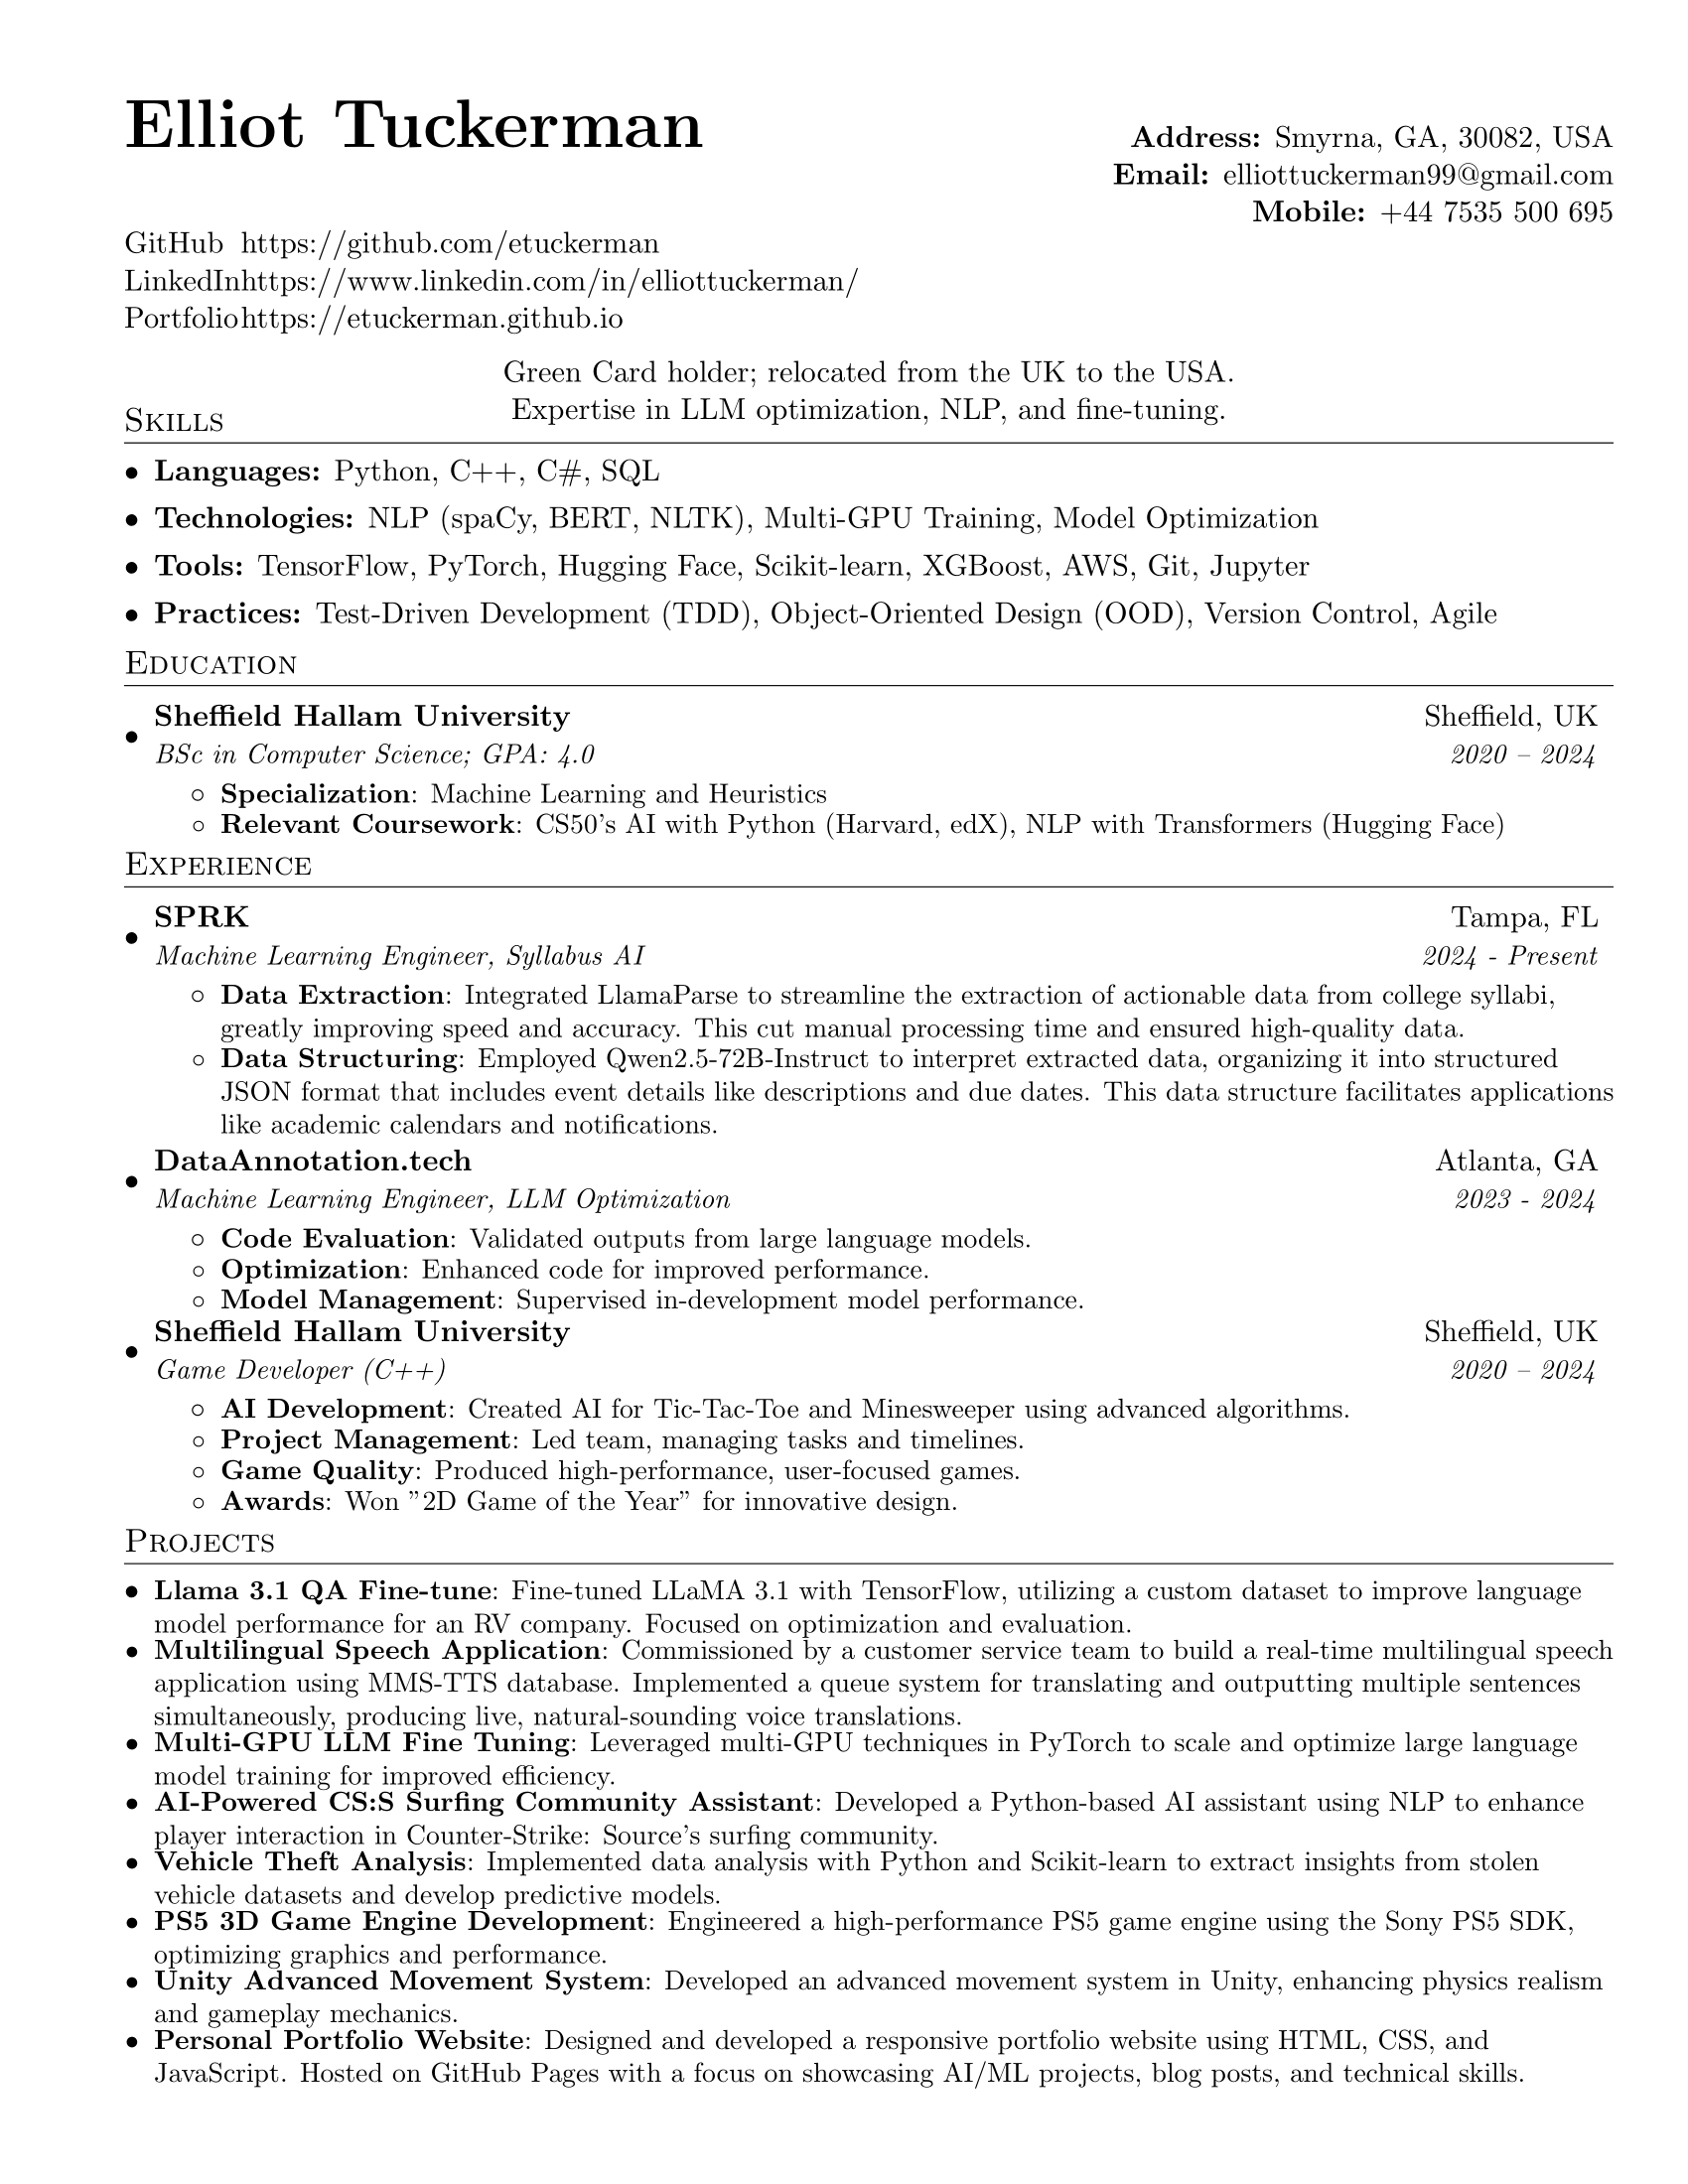 Elliot Tuckerman
Address: Smyrna, GA, 30082, USA
Email: elliottuckerman99@gmail.com
Mobile: +44 7535 500 695
GitHub https://github.com/etuckerman
LinkedInhttps://www.linkedin.com/in/elliottuckerman/
Portfoliohttps://etuckerman.github.io
Green Card holder; relocated from the UK to the USA.
Expertise in LLM optimization, NLP, and fine-tuning.
Skills
• Languages: Python, C++, C#, SQL
• Technologies: NLP (spaCy, BERT, NLTK), Multi-GPU Training, Model Optimization
• Tools: TensorFlow, PyTorch, Hugging Face, Scikit-learn, XGBoost, AWS, Git, Jupyter
• Practices: Test-Driven Development (TDD), Object-Oriented Design (OOD), Version Control, Agile
Education
• Sheffield Hallam University Sheffield, UK
BSc in Computer Science; GPA: 4.0 2020 – 2024
◦ Specialization: Machine Learning and Heuristics
◦ Relevant Coursework: CS50's AI with Python (Harvard, edX), NLP with Transformers (Hugging Face)
Experience
• SPRK Tampa, FL
Machine Learning Engineer, Syllabus AI 2024 - Present
◦ Data Extraction: Integrated LlamaParse to streamline the extraction of actionable data from college syllabi,
greatly improving speed and accuracy. This cut manual processing time and ensured high-quality data.
◦ Data Structuring: Employed Qwen2.5-72B-Instruct to interpret extracted data, organizing it into structured
JSON format that includes event details like descriptions and due dates. This data structure facilitates applications
like academic calendars and notifications.
• DataAnnotation.tech Atlanta, GA
Machine Learning Engineer, LLM Optimization 2023 - 2024
◦ Code Evaluation: Validated outputs from large language models.
◦ Optimization: Enhanced code for improved performance.
◦ Model Management: Supervised in-development model performance.
• Sheffield Hallam University Sheffield, UK
Game Developer (C++) 2020 – 2024
◦ AI Development: Created AI for Tic-Tac-Toe and Minesweeper using advanced algorithms.
◦ Project Management: Led team, managing tasks and timelines.
◦ Game Quality: Produced high-performance, user-focused games.
◦ Awards: Won ”2D Game of the Year” for innovative design.
Projects
• Llama 3.1 QA Fine-tune: Fine-tuned LLaMA 3.1 with TensorFlow, utilizing a custom dataset to improve language
model performance for an RV company. Focused on optimization and evaluation.
• Multilingual Speech Application: Commissioned by a customer service team to build a real-time multilingual speech
application using MMS-TTS database. Implemented a queue system for translating and outputting multiple sentences
simultaneously, producing live, natural-sounding voice translations.
• Multi-GPU LLM Fine Tuning: Leveraged multi-GPU techniques in PyTorch to scale and optimize large language
model training for improved efficiency.
• AI-Powered CS:S Surfing Community Assistant: Developed a Python-based AI assistant using NLP to enhance
player interaction in Counter-Strike: Source's surfing community.
• Vehicle Theft Analysis: Implemented data analysis with Python and Scikit-learn to extract insights from stolen
vehicle datasets and develop predictive models.
• PS5 3D Game Engine Development: Engineered a high-performance PS5 game engine using the Sony PS5 SDK,
optimizing graphics and performance.
• Unity Advanced Movement System: Developed an advanced movement system in Unity, enhancing physics realism
and gameplay mechanics.
• Personal Portfolio Website: Designed and developed a responsive portfolio website using HTML, CSS, and
JavaScript. Hosted on GitHub Pages with a focus on showcasing AI/ML projects, blog posts, and technical skills.